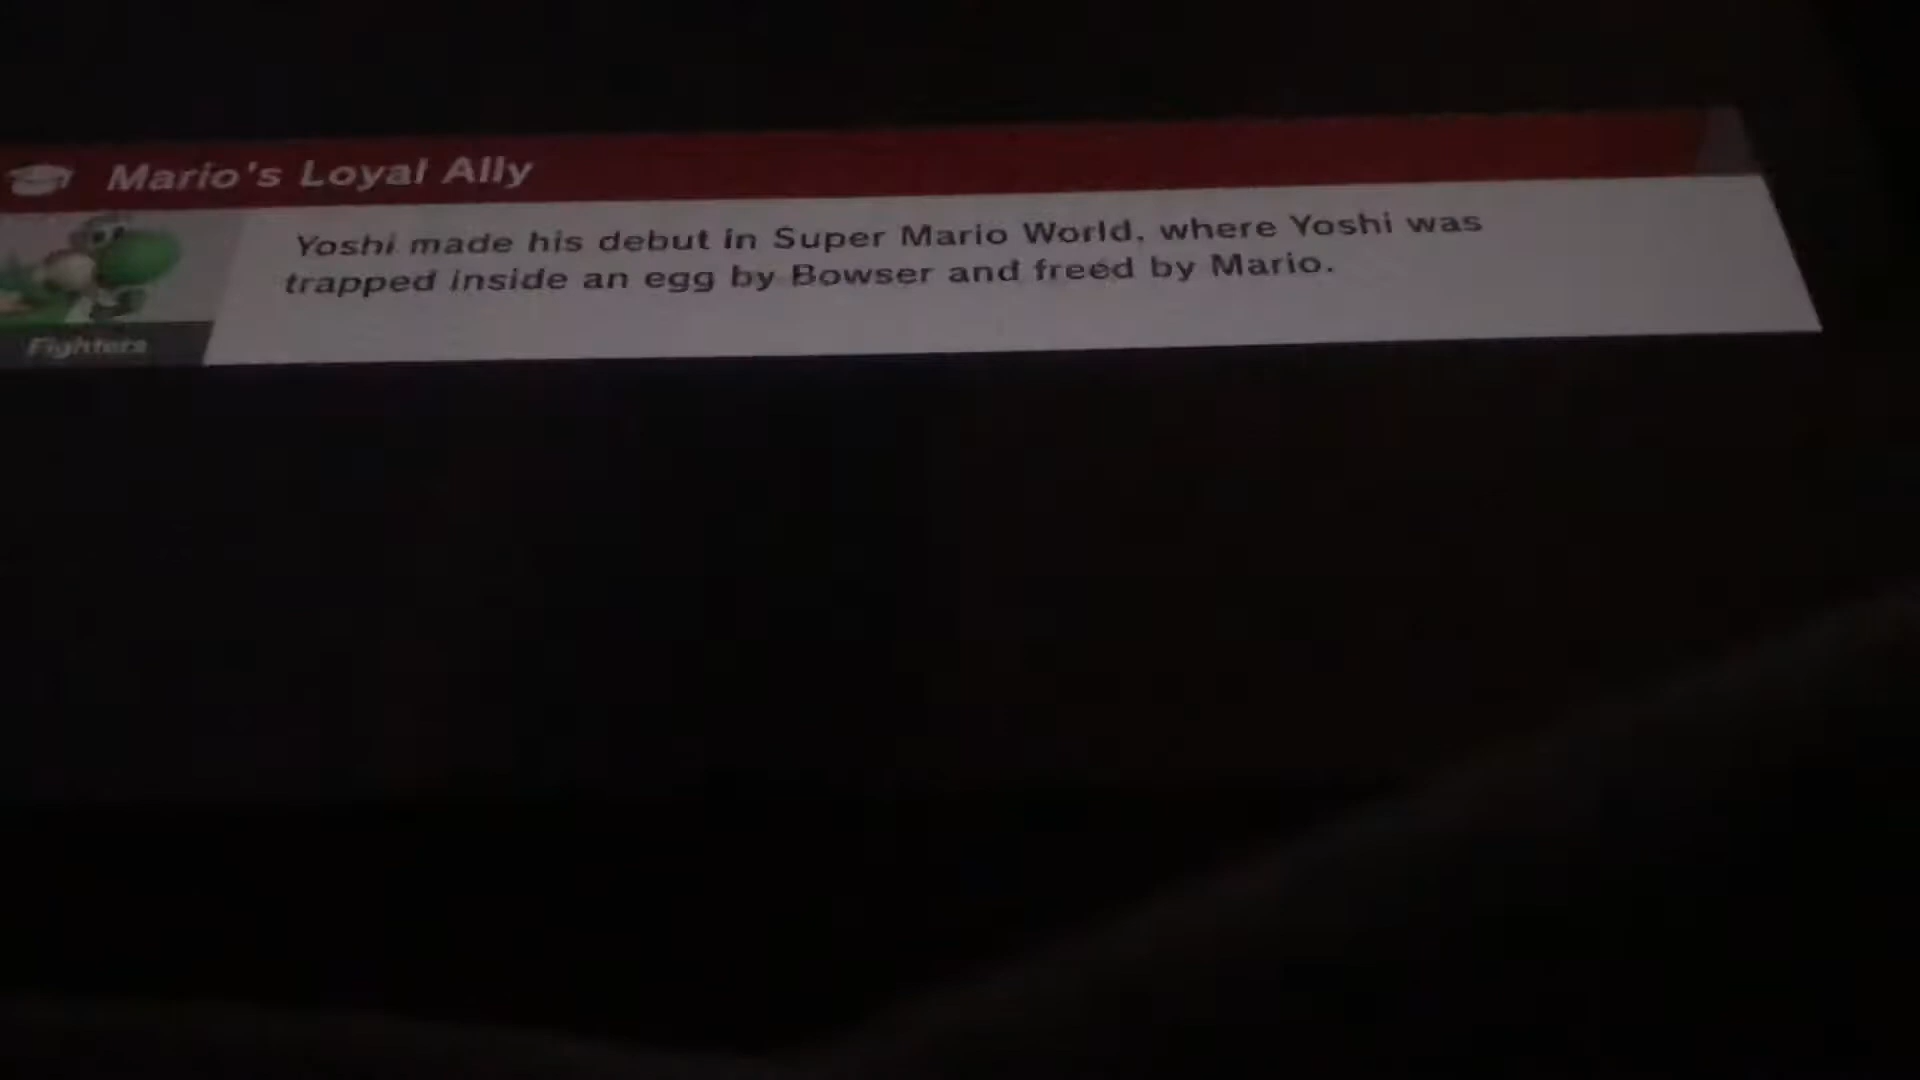 Mario's Loyal Ally
Yoshi made his debut in Super Mario World, where Yoshi was
trapped inside an egg by Bowser and freed by Mario.
Fighters